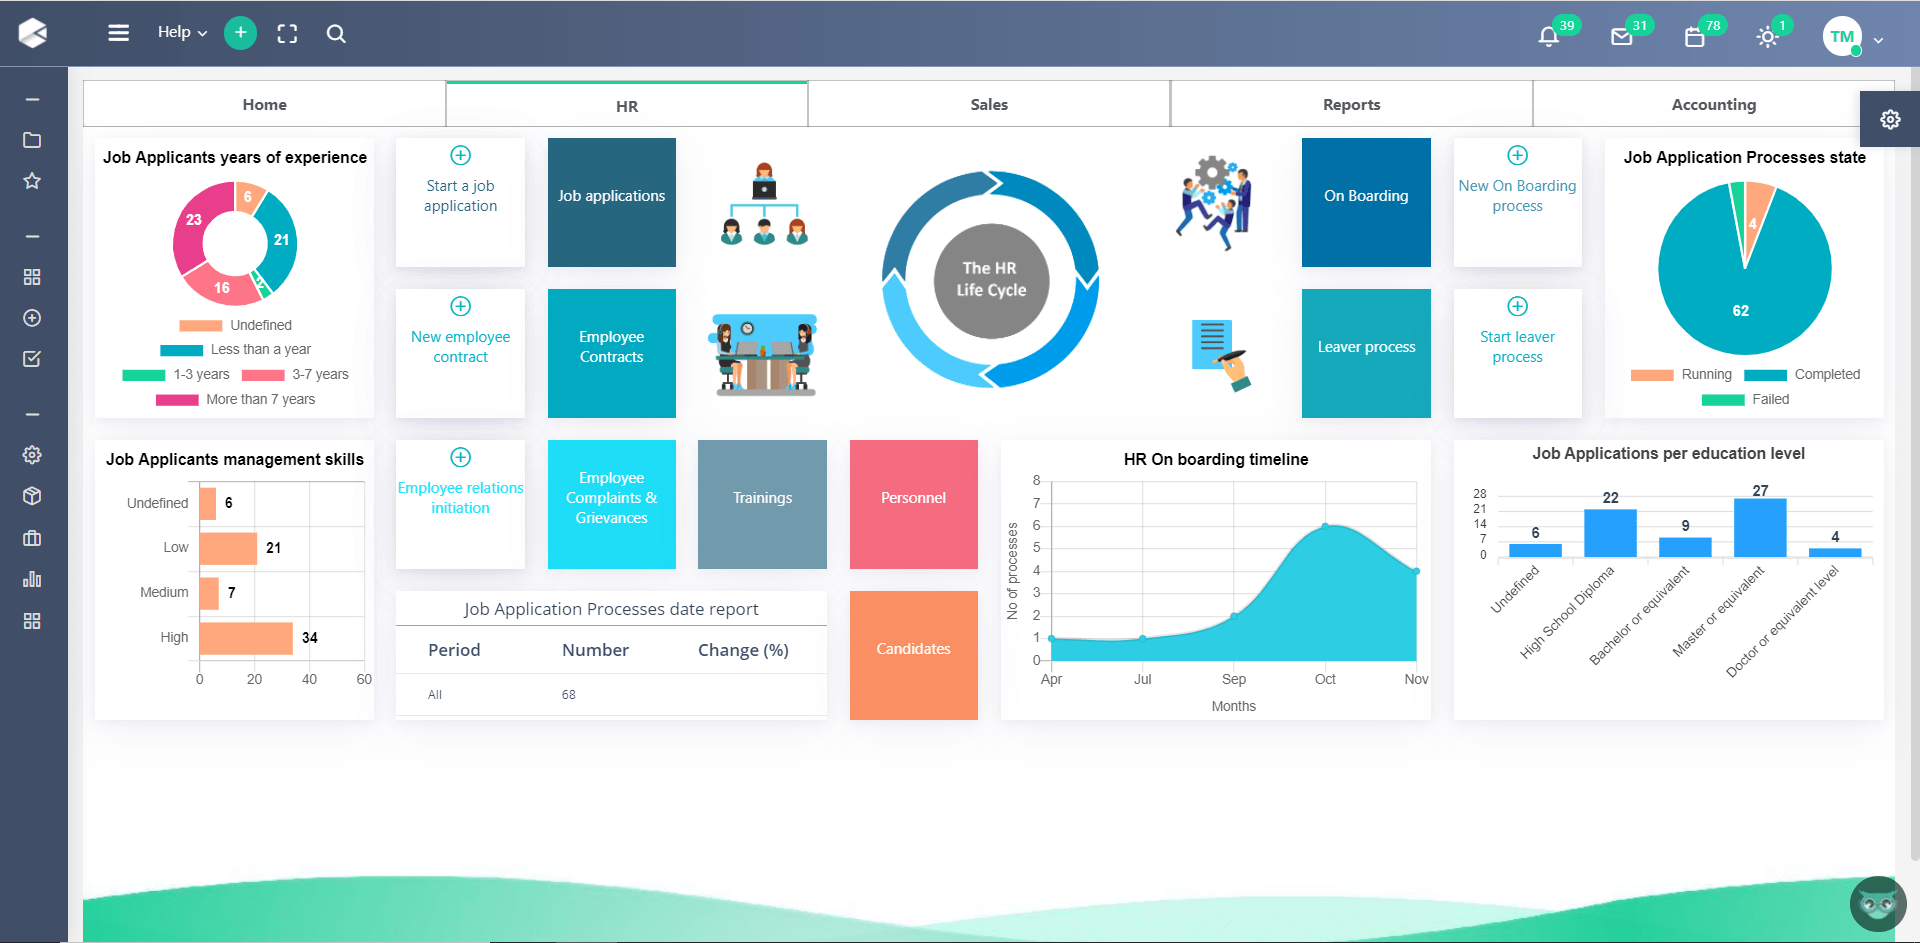 Help
+
39
31
78
1
TM
Home
HR
Sales
Reports
Accounting
Job Applicants years of experience
6
23
21
2
16
Undefined
Less than a year
1-3 years
3-7 years
More than 7 years
Start a job
application
Job applications
New employee
contract
Employee
Contracts
The HR
Life Cycle
On Boarding
New On Boarding
process
Leaver process
Start leaver
process
Job Application Processes state
4
62
Running
Completed
Failed
Job Applicants management skills
Undefined
6
Low
21
Medium
7
High
34
0
20
40
60
Employee relations
initiation
Employee
Complaints &
Grievances
Trainings
Personnel
Job Application Processes date report
Period
Number
Change (%)
All
68
Candidates
HR On boarding timeline
8
7
6
5
4
3
2
1
0
No of processes
Apr
Jul
Sep
Oct
Nov
Months
Job Applications per education level
28
21
14
7
0
6
22
9
27
4
Undefined
High School Diploma
Bachelor or equivalent
Master or equivalent
Doctor or equivalent level